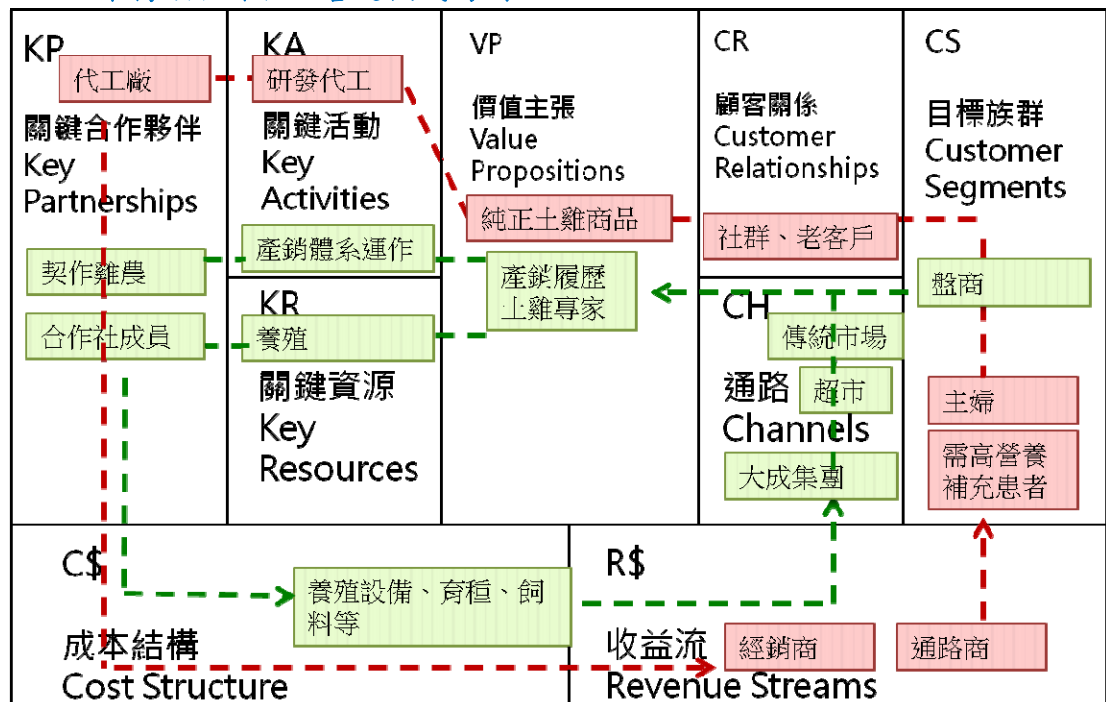 KP
代工廠
關鍵合作夥伴
Key
Partnerships
契作雞農
合作社成員
KA
研發代工
關鍵活動
Key
Activities
產銷體系運作
KR
養殖
關鍵資源
Key
Resources
VP
價值主張
Value
Propositions
純正土雞商品
產銷履歷
土雞專家
CR
顧客關係
Customer
Relationships
社群、老客戶
CH
傳統市場
通路
超市
Channels
大成集團
CS
目標族群
Customer
Segments
盤商
主婦
需高營養
補充患者
C$
養殖設備、育種、飼
料等
成本結構
Cost Structure
R$
收益流
經銷商
通路商
Revenue Streams